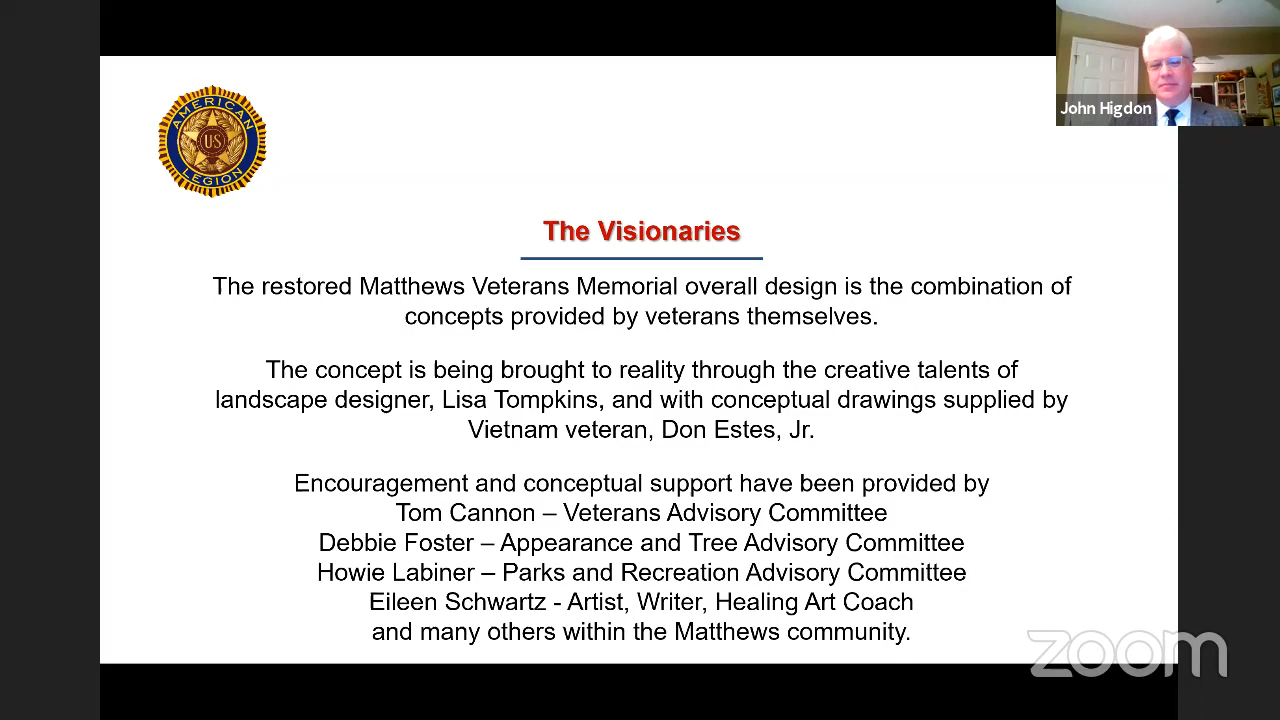 John Higdon
AMERICAN
US
LEGION
The Visionaries
The restored Matthews Veterans Memorial overall design is the combination of
concepts provided by veterans themselves.
The concept is being brought to reality through the creative talents of
landscape designer, Lisa Tompkins, and with conceptual drawings supplied by
Vietnam veteran, Don Estes, Jr.
Encouragement and conceptual support have been provided by
Tom Cannon – Veterans Advisory Committee
Debbie Foster – Appearance and Tree Advisory Committee
Howie Labiner – Parks and Recreation Advisory Committee
Eileen Schwartz - Artist, Writer, Healing Art Coach
and many others within the Matthews community.
zoom